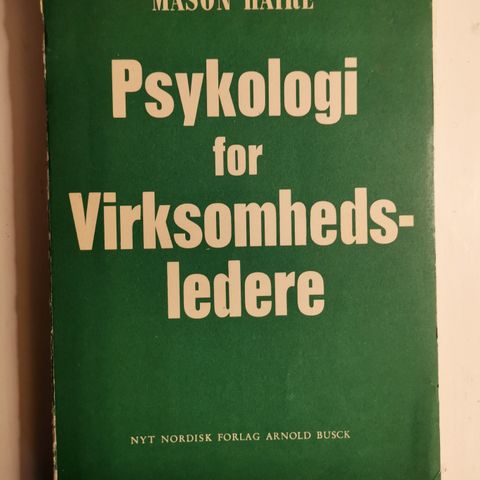 MASON HAIRE
Psykologi
for
Virksomheds-
ledere
NYT NORDISK FORLAG ARNOLD BUSCK